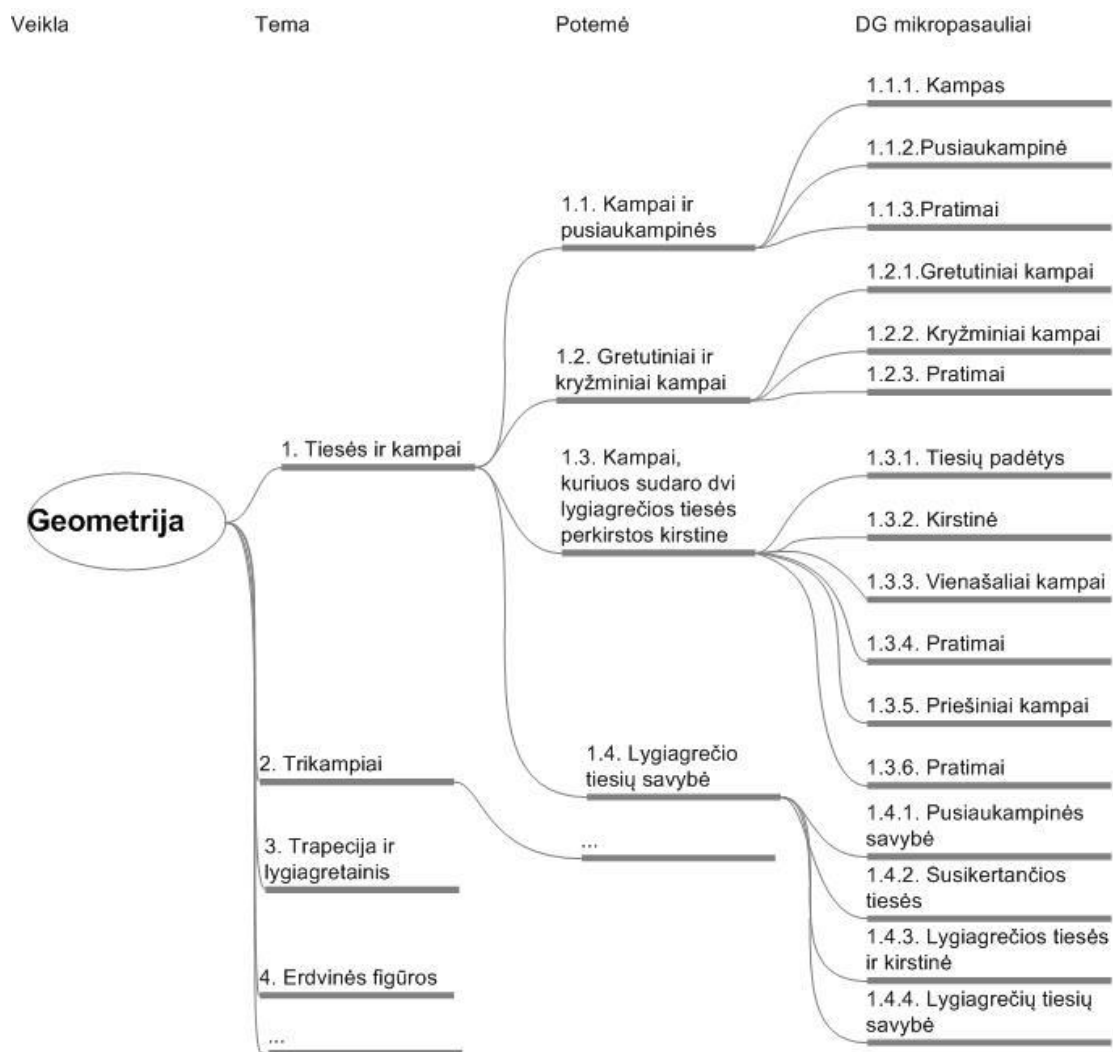 Veikla
Tema
Potemė
DG mikropasauliai
Geometrija
1. Tiesės ir kampai
2. Trikampiai
3. Trapecija ir
lygiagretainis
4. Erdvinės figūros
...
1.1. Kampai ir
pusiaukampinės
1.2. Gretutiniai ir
kryžminiai kampai
1.3. Kampai,
kuriuos sudaro dvi
lygiagrečios tiesės
perkirstos kirstine
1.4. Lygiagrečio
tiesių savybė
...
1.1.1. Kampas
1.1.2.Pusiaukampinė
1.1.3.Pratimai
1.2.1.Gretutiniai kampai
1.2.2. Kryžminiai kampai
1.2.3. Pratimai
1.3.1. Tiesių padėtys
1.3.2. Kirstinė
1.3.3. Vienašaliai kampai
1.3.4. Pratimai
1.3.5. Priešiniai kampai
1.3.6. Pratimai
1.4.1. Pusiaukampinės
savybė
1.4.2. Susikertančios
tiesės
1.4.3. Lygiagrečios tiesės
ir kirstinė
1.4.4. Lygiagrečių tiesių
savybė